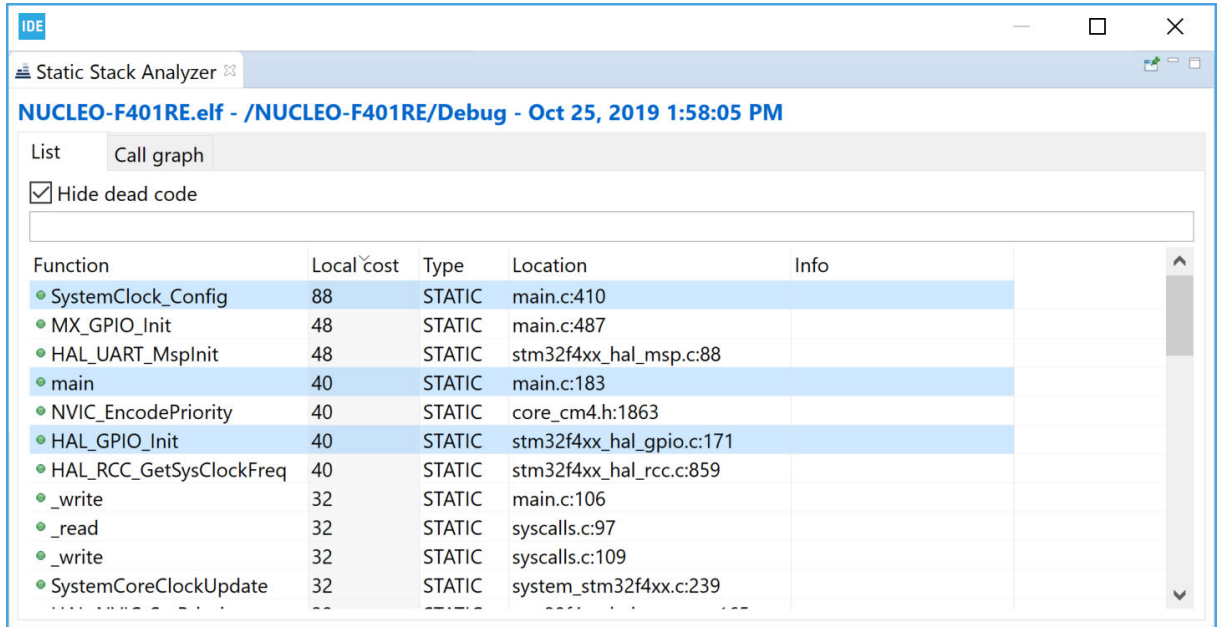 IDE
Static Stack Analyzer
NUCLEO-F401RE.elf - /NUCLEO-F401RE/Debug - Oct 25, 2019 1:58:05 PM
List Call graph
Hide dead code
Function Local cost Type Location Info
SystemClock_Config 88 STATIC main.c:410
MX_GPIO_Init 48 STATIC main.c:487
HAL_UART_MspInit 48 STATIC stm32f4xx_hal_msp.c:88
main 40 STATIC main.c:183
NVIC_EncodePriority 40 STATIC core_cm4.h:1863
HAL_GPIO_Init 40 STATIC stm32f4xx_hal_gpio.c:171
HAL_RCC_GetSysClockFreq 40 STATIC stm32f4xx_hal_rcc.c:859
_write 32 STATIC main.c:106
_read 32 STATIC syscalls.c:97
_write 32 STATIC syscalls.c:109
SystemCoreClockUpdate 32 STATIC system_stm32f4xx.c:239